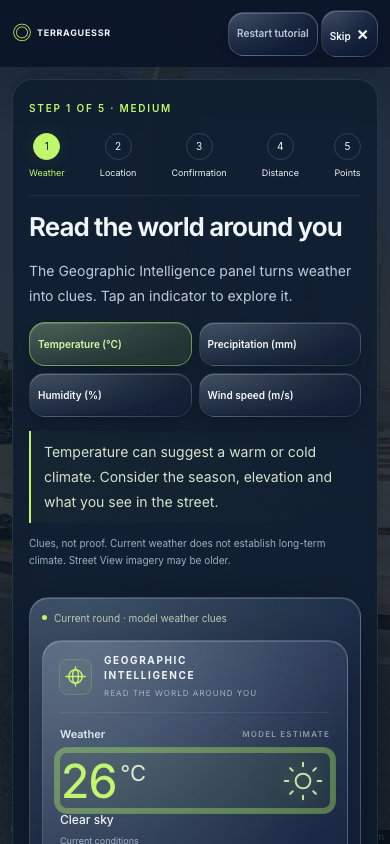 TERRAGUESSR
Restart tutorial
Skip ✕
STEP 1 OF 5 · MEDIUM
1 2 3 4 5
Weather Location Confirmation Distance Points
Read the world around you
The Geographic Intelligence panel turns weather
into clues. Tap an indicator to explore it.
Temperature (°C) Precipitation (mm)
Humidity (%) Wind speed (m/s)
Temperature can suggest a warm or cold
climate. Consider the season, elevation and
what you see in the street.
Clues, not proof. Current weather does not establish long-term
climate. Street View imagery may be older.
Current round · model weather clues
GEOGRAPHIC
INTELLIGENCE
READ THE WORLD AROUND YOU
Weather MODEL ESTIMATE
26 °C
Clear sky
Current conditions